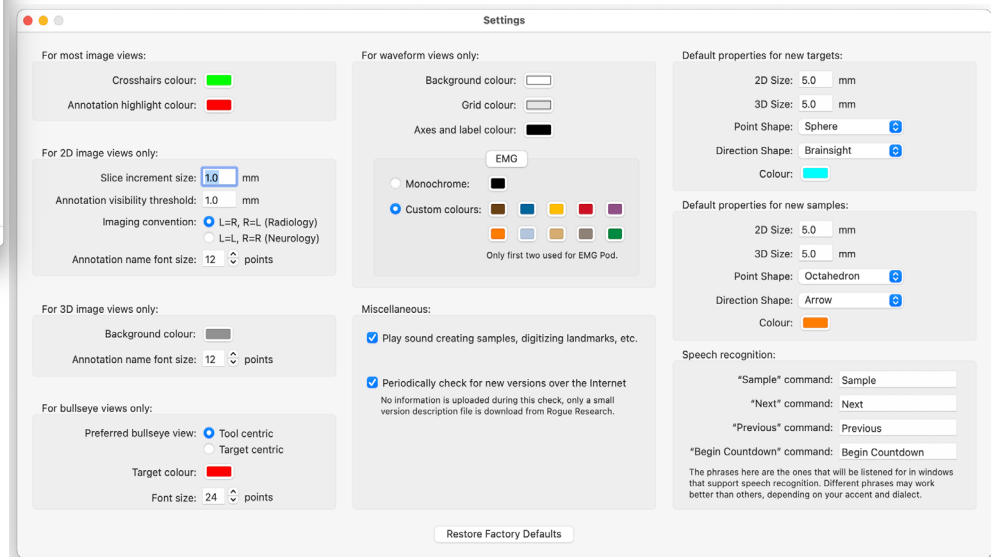 Settings
For most image views:
Crosshairs colour:
Annotation highlight colour:
For 2D image views only:
Slice increment size: 1.0 mm
Annotation visibility threshold: 1.0 mm
Imaging convention: L=R, R=L (Radiology)
L=L, R=R (Neurology)
Annotation name font size: 12 points
For 3D image views only:
Background colour:
Annotation name font size: 12 points
For bullseye views only:
Preferred bullseye view: Tool centric
Target centric
Target colour:
Font size: 24 points
For waveform views only:
Background colour:
Grid colour:
Axes and label colour:
EMG
Monochrome:
Custom colours:
Only first two used for EMG Pod.
Miscellaneous:
Play sound creating samples, digitizing landmarks, etc.
Periodically check for new versions over the Internet
No information is uploaded during this check, only a small
version description file is download from Rogue Research.
Default properties for new targets:
2D Size: 5.0 mm
3D Size: 5.0 mm
Point Shape: Sphere
Direction Shape: Brainsight
Colour:
Default properties for new samples:
2D Size: 5.0 mm
3D Size: 5.0 mm
Point Shape: Octahedron
Direction Shape: Arrow
Colour:
Speech recognition:
“Sample” command: Sample
“Next” command: Next
“Previous” command: Previous
“Begin Countdown” command: Begin Countdown
The phrases here are the ones that will be listened for in windows
that support speech recognition. Different phrases may work
better than others, depending on your accent and dialect.
Restore Factory Defaults